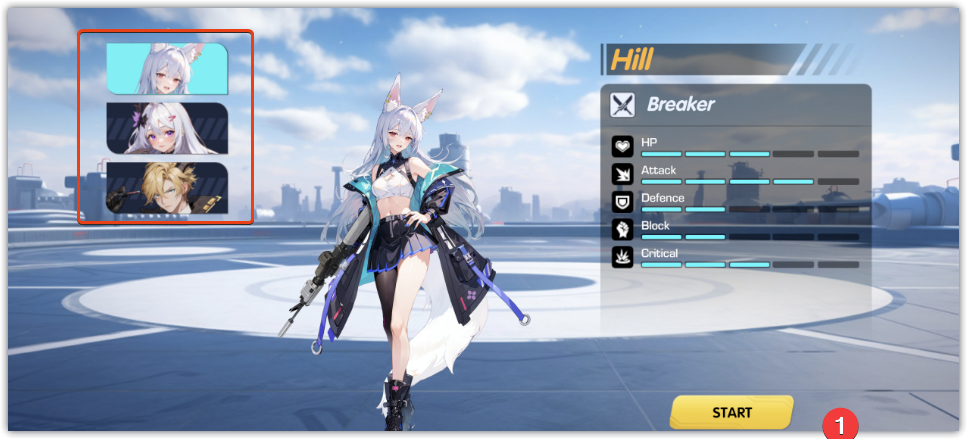 Hill
Breaker
HP
Attack
Defence
Block
Critical
START
1